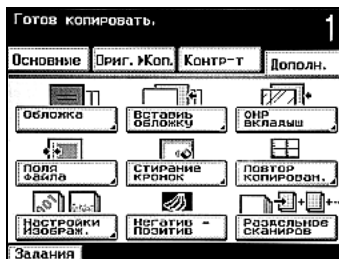 Готов копировать.
1
Основные
Ориг.►Коп.
Контр-т
Дополн.
Обложка
Вставиь
обложку
ОНР
вкладыш
Поля
файла
Стирание
кромок
Повтор
копирован.
Настройки
Изображ.
Негатив -
Позитив
Раздельное
сканиров
Задания